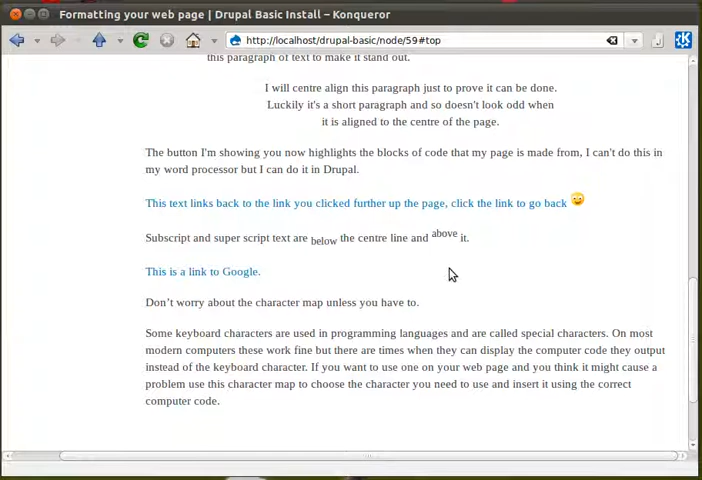 Formatting your web page | Drupal Basic Install – Konqueror
http://localhost/drupal-basic/node/59#top
this paragraph of text to make it stand out.
I will centre align this paragraph just to prove it can be done.
Luckily it's a short paragraph and so doesn't look odd when
it is aligned to the centre of the page.
The button I'm showing you now highlights the blocks of code that my page is made from, I can't do this in
my word processor but I can do it in Drupal.
This text links back to the link you clicked further up the page, click the link to go back
Subscript and super script text are below the centre line and above it.
This is a link to Google.
Don’t worry about the character map unless you have to.
Some keyboard characters are used in programming languages and are called special characters. On most
modern computers these work fine but there are times when they can display the computer code they output
instead of the keyboard character. If you want to use one on your web page and you think it might cause a
problem use this character map to choose the character you need to use and insert it using the correct
computer code.